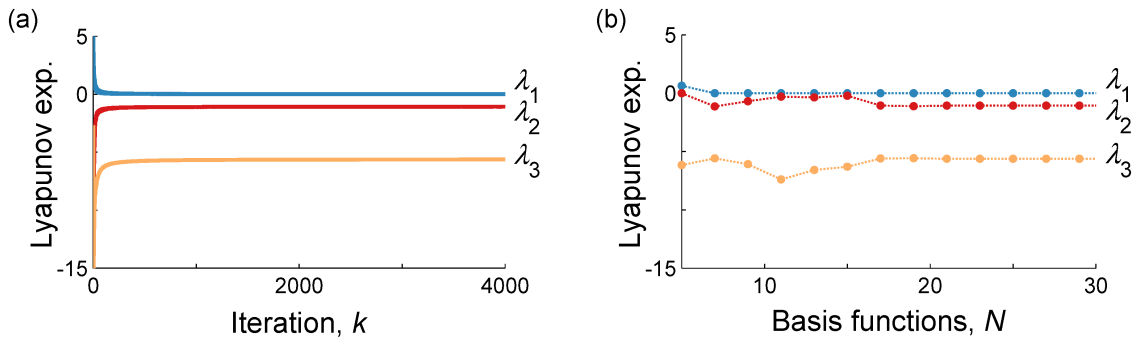 (a)
5
0
-15
Lyapunov exp.
λ1
λ2
λ3
0
2000
4000
Iteration, k
(b)
5
0
-15
Lyapunov exp.
λ1
λ2
λ3
10
20
30
Basis functions, N